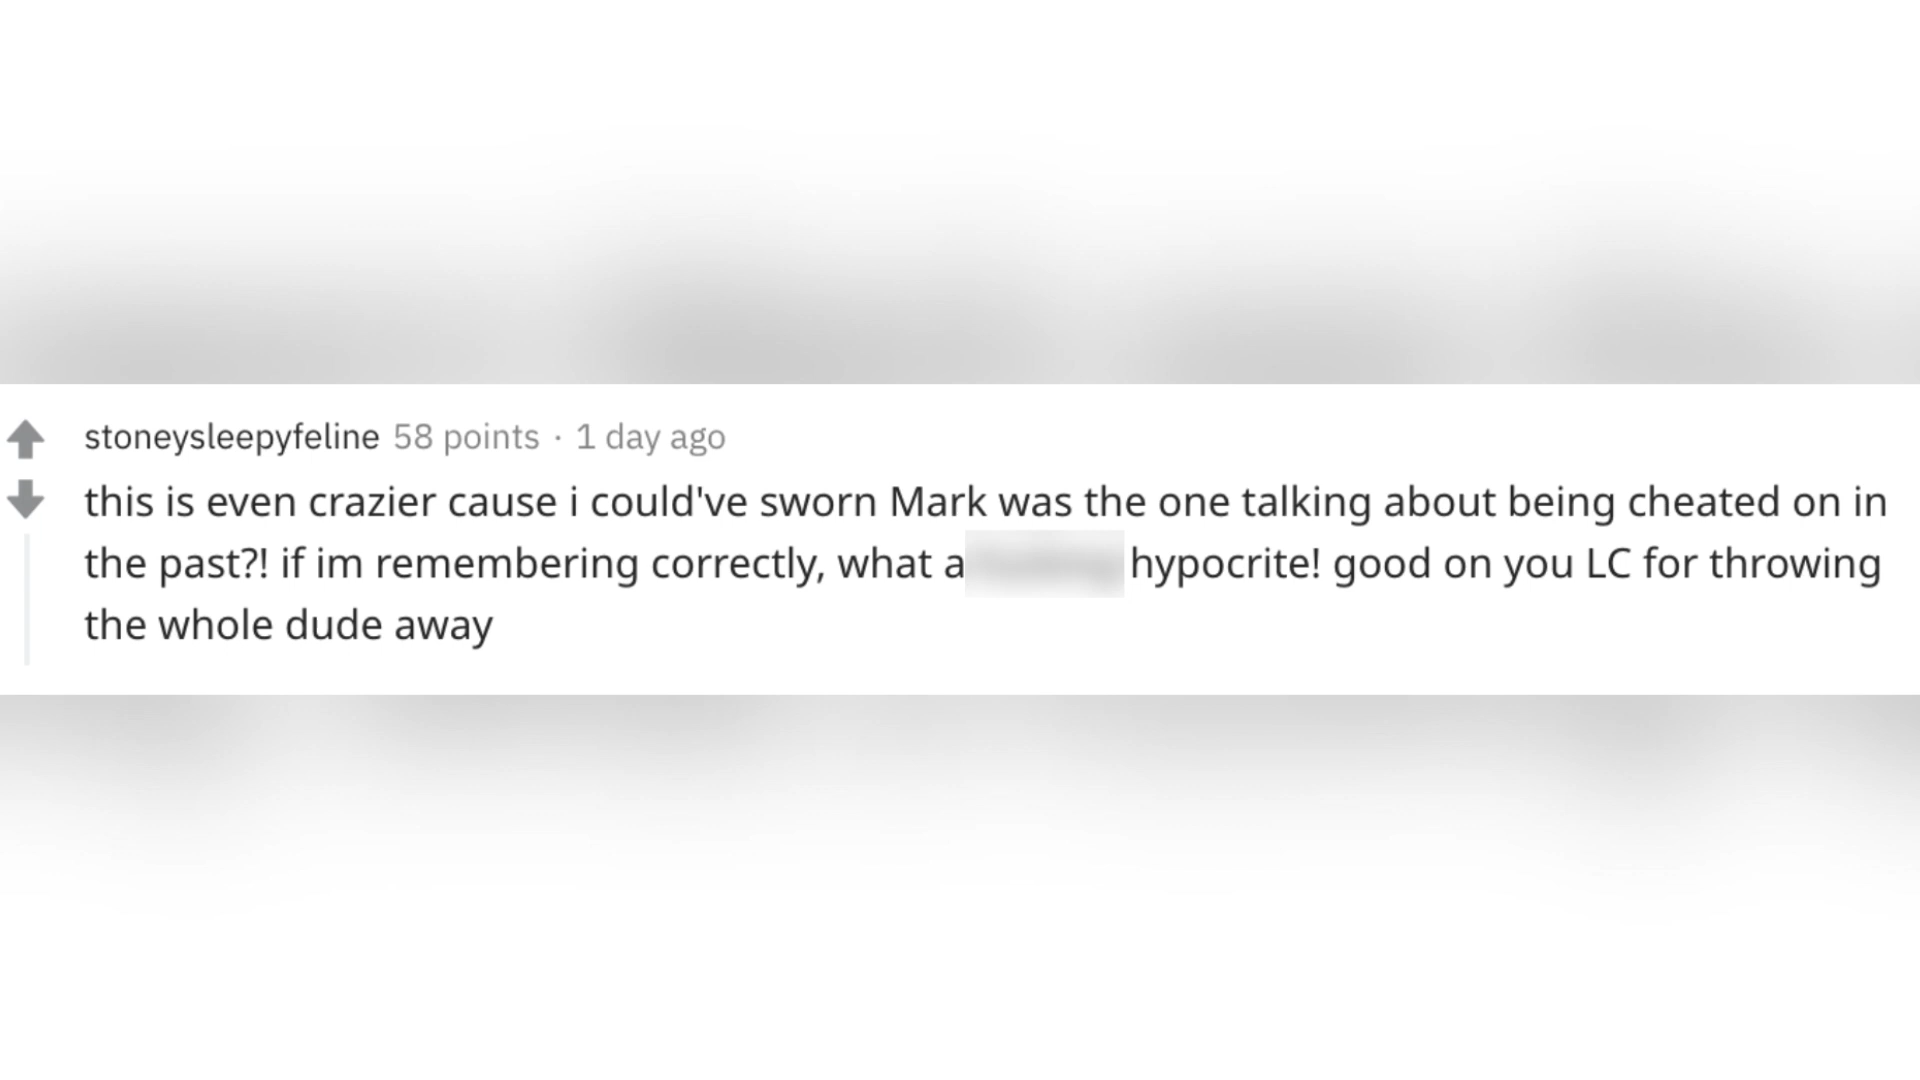 stoneysleepyfeline 58 points · 1 day ago
this is even crazier cause i could've sworn Mark was the one talking about being cheated on in
the past?! if im remembering correctly, what a hypocrite! good on you LC for throwing
the whole dude away